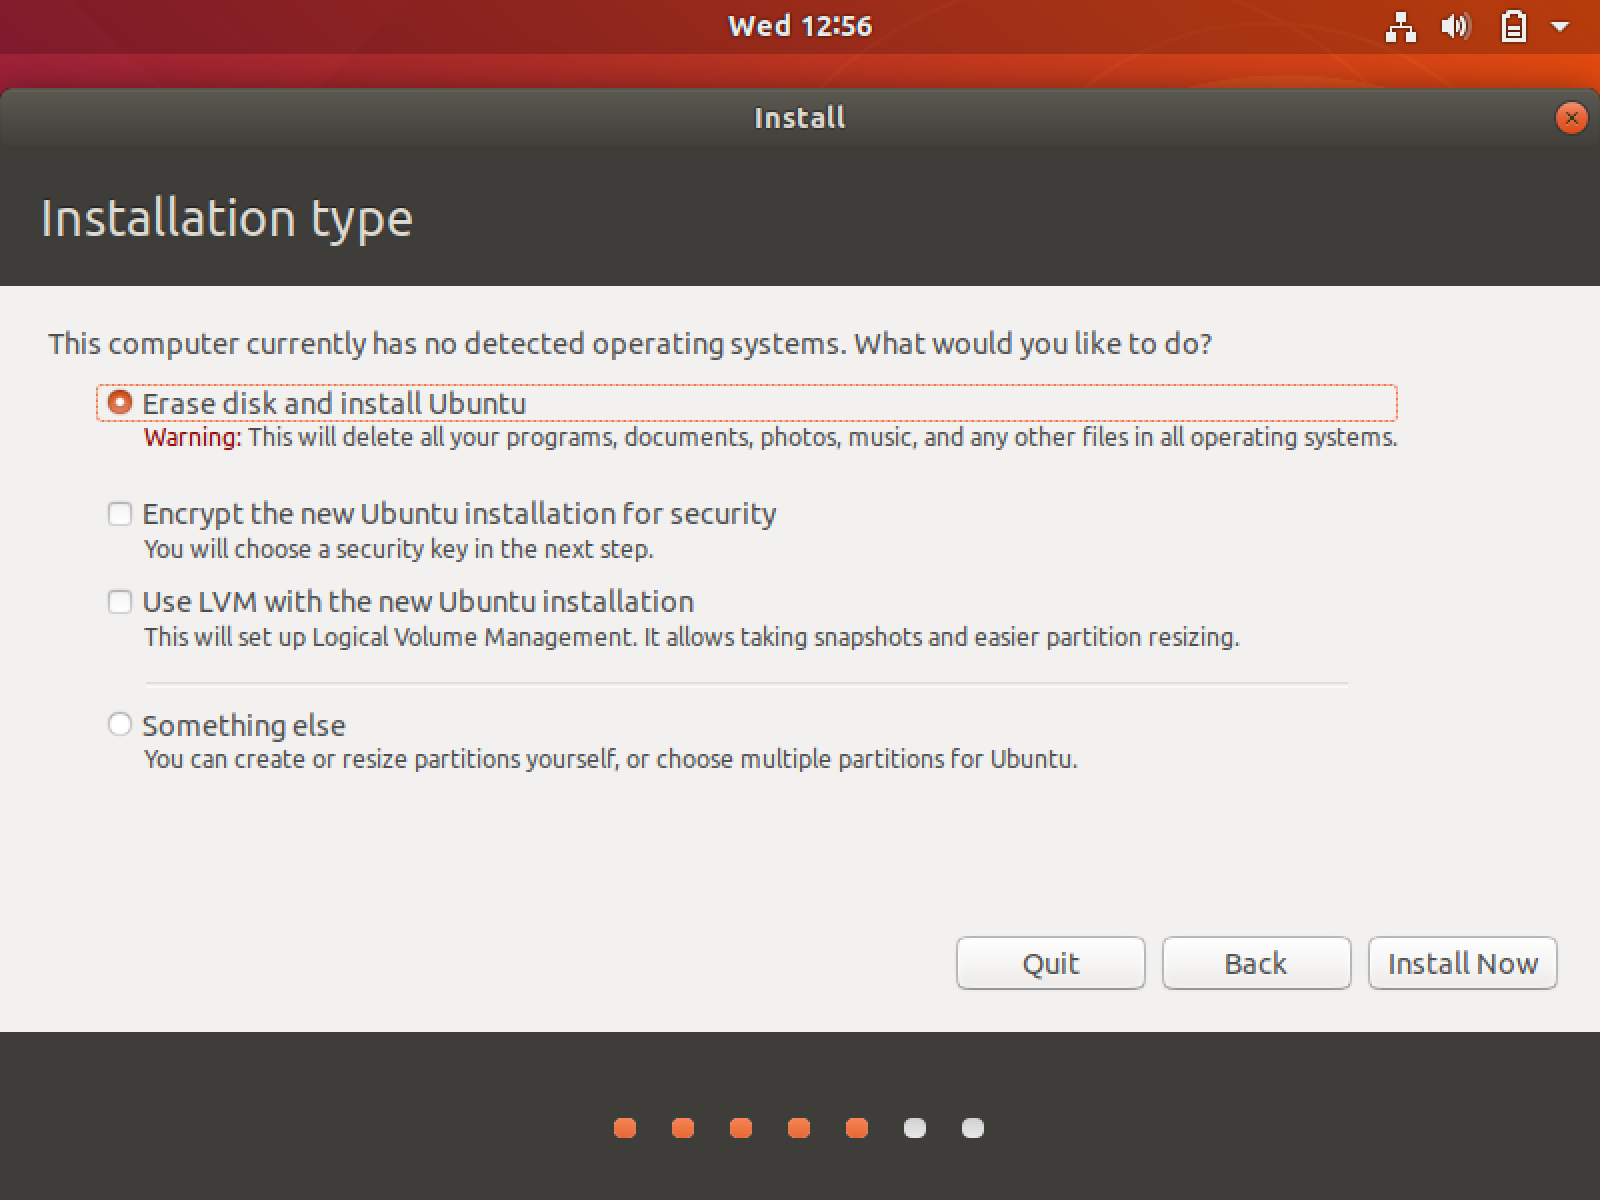 Wed 12:56
Install
Installation type
This computer currently has no detected operating systems. What would you like to do?
Erase disk and install Ubuntu
Warning: This will delete all your programs, documents, photos, music, and any other files in all operating systems.
Encrypt the new Ubuntu installation for security
You will choose a security key in the next step.
Use LVM with the new Ubuntu installation
This will set up Logical Volume Management. It allows taking snapshots and easier partition resizing.
Something else
You can create or resize partitions yourself, or choose multiple partitions for Ubuntu.
Quit Back Install Now